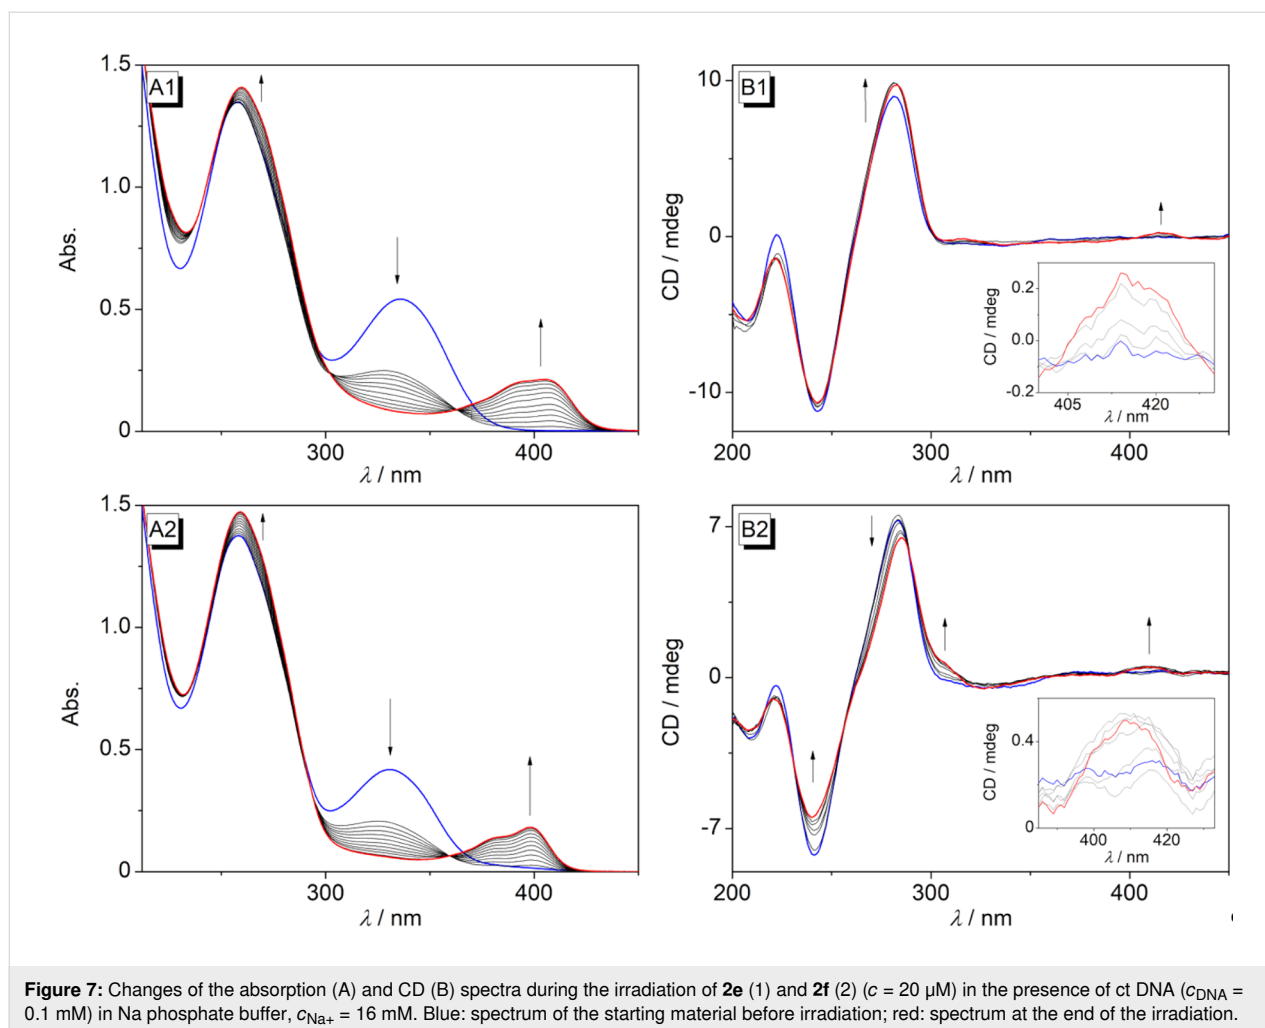 A1
1.5
1.0
0.5
0
Abs.
300
400
λ / nm
B1
10
0
-10
CD / mdeg
200
300
400
λ / nm
0.2
0.0
-0.2
CD / mdeg
405
420
λ / nm
A2
1.5
1.0
0.5
0
Abs.
300
400
λ / nm
B2
7
0
-7
CD / mdeg
200
300
400
λ / nm
0.4
0
CD / mdeg
400
420
λ / nm
Figure 7: Changes of the absorption (A) and CD (B) spectra during the irradiation of 2e (1) and 2f (2) (c = 20 µM) in the presence of ct DNA (cDNA =
0.1 mM) in Na phosphate buffer, cNa+ = 16 mM. Blue: spectrum of the starting material before irradiation; red: spectrum at the end of the irradiation.